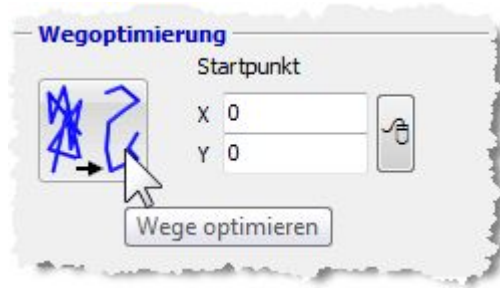 Wegoptimierung
Startpunkt
X 0
Y 0
Wege optimieren